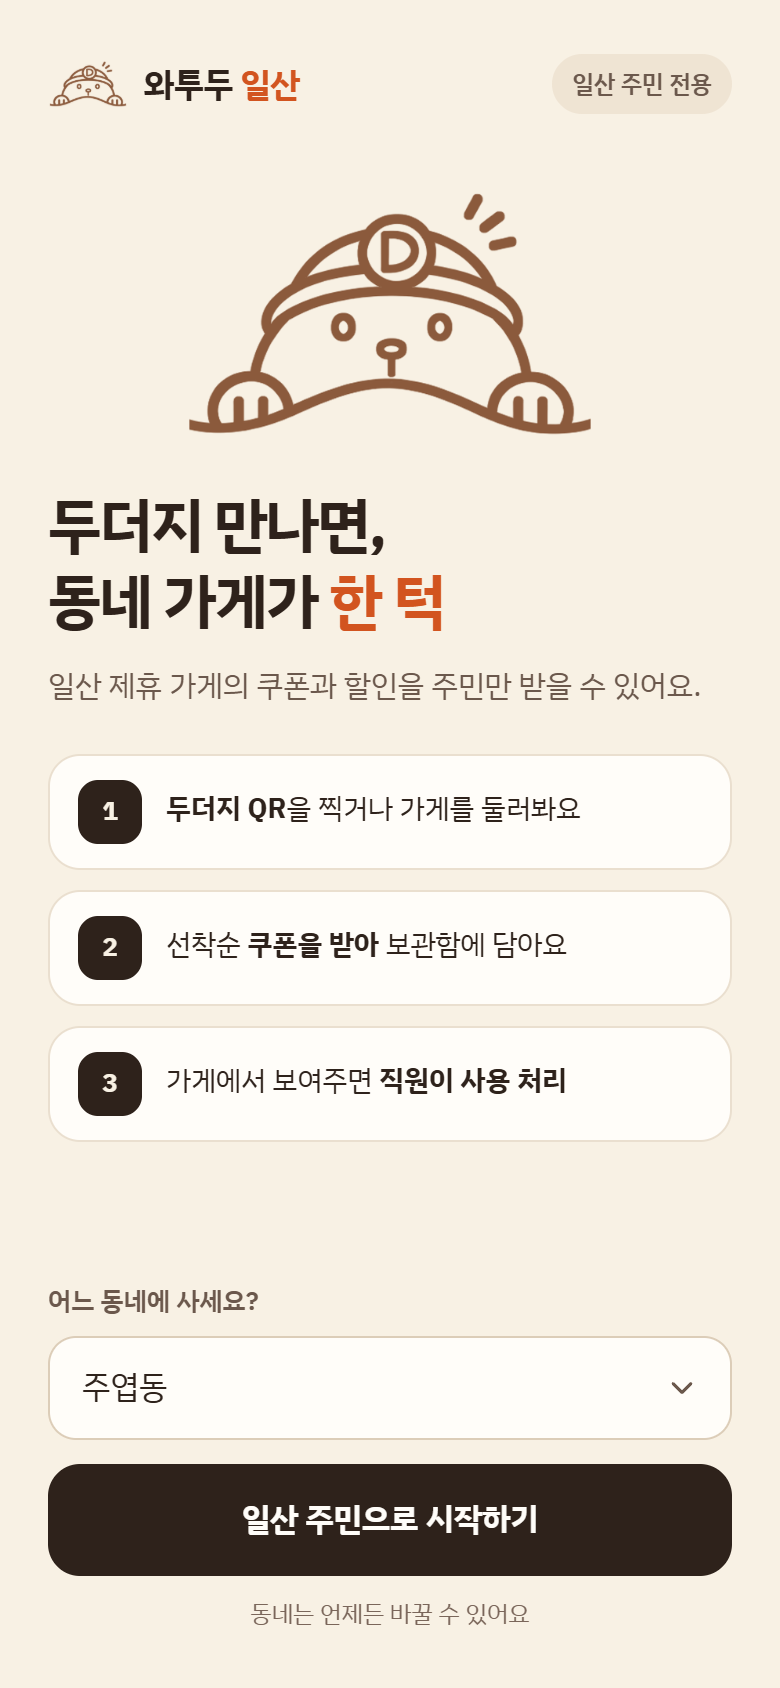 와투두 일산
일산 주민 전용
D
두더지 만나면,
동네 가게가 한 턱
일산 제휴 가게의 쿠폰과 할인을 주민만 받을 수 있어요.
1 두더지 QR을 찍거나 가게를 둘러봐요
2 선착순 쿠폰을 받아 보관함에 담아요
3 가게에서 보여주면 직원이 사용 처리
어느 동네에 사세요?
주엽동
일산 주민으로 시작하기
동네는 언제든 바꿀 수 있어요